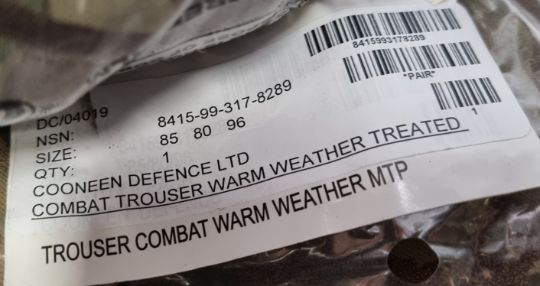 8415993178289
"PAIR"
1
DC/04019
NSN: 8415-99-317-8289
SIZE: 85 80 96
QTY: 1
COONEEN DEFENCE LTD
COMBAT TROUSER WARM WEATHER TREATED
TROUSER COMBAT WARM WEATHER MTP